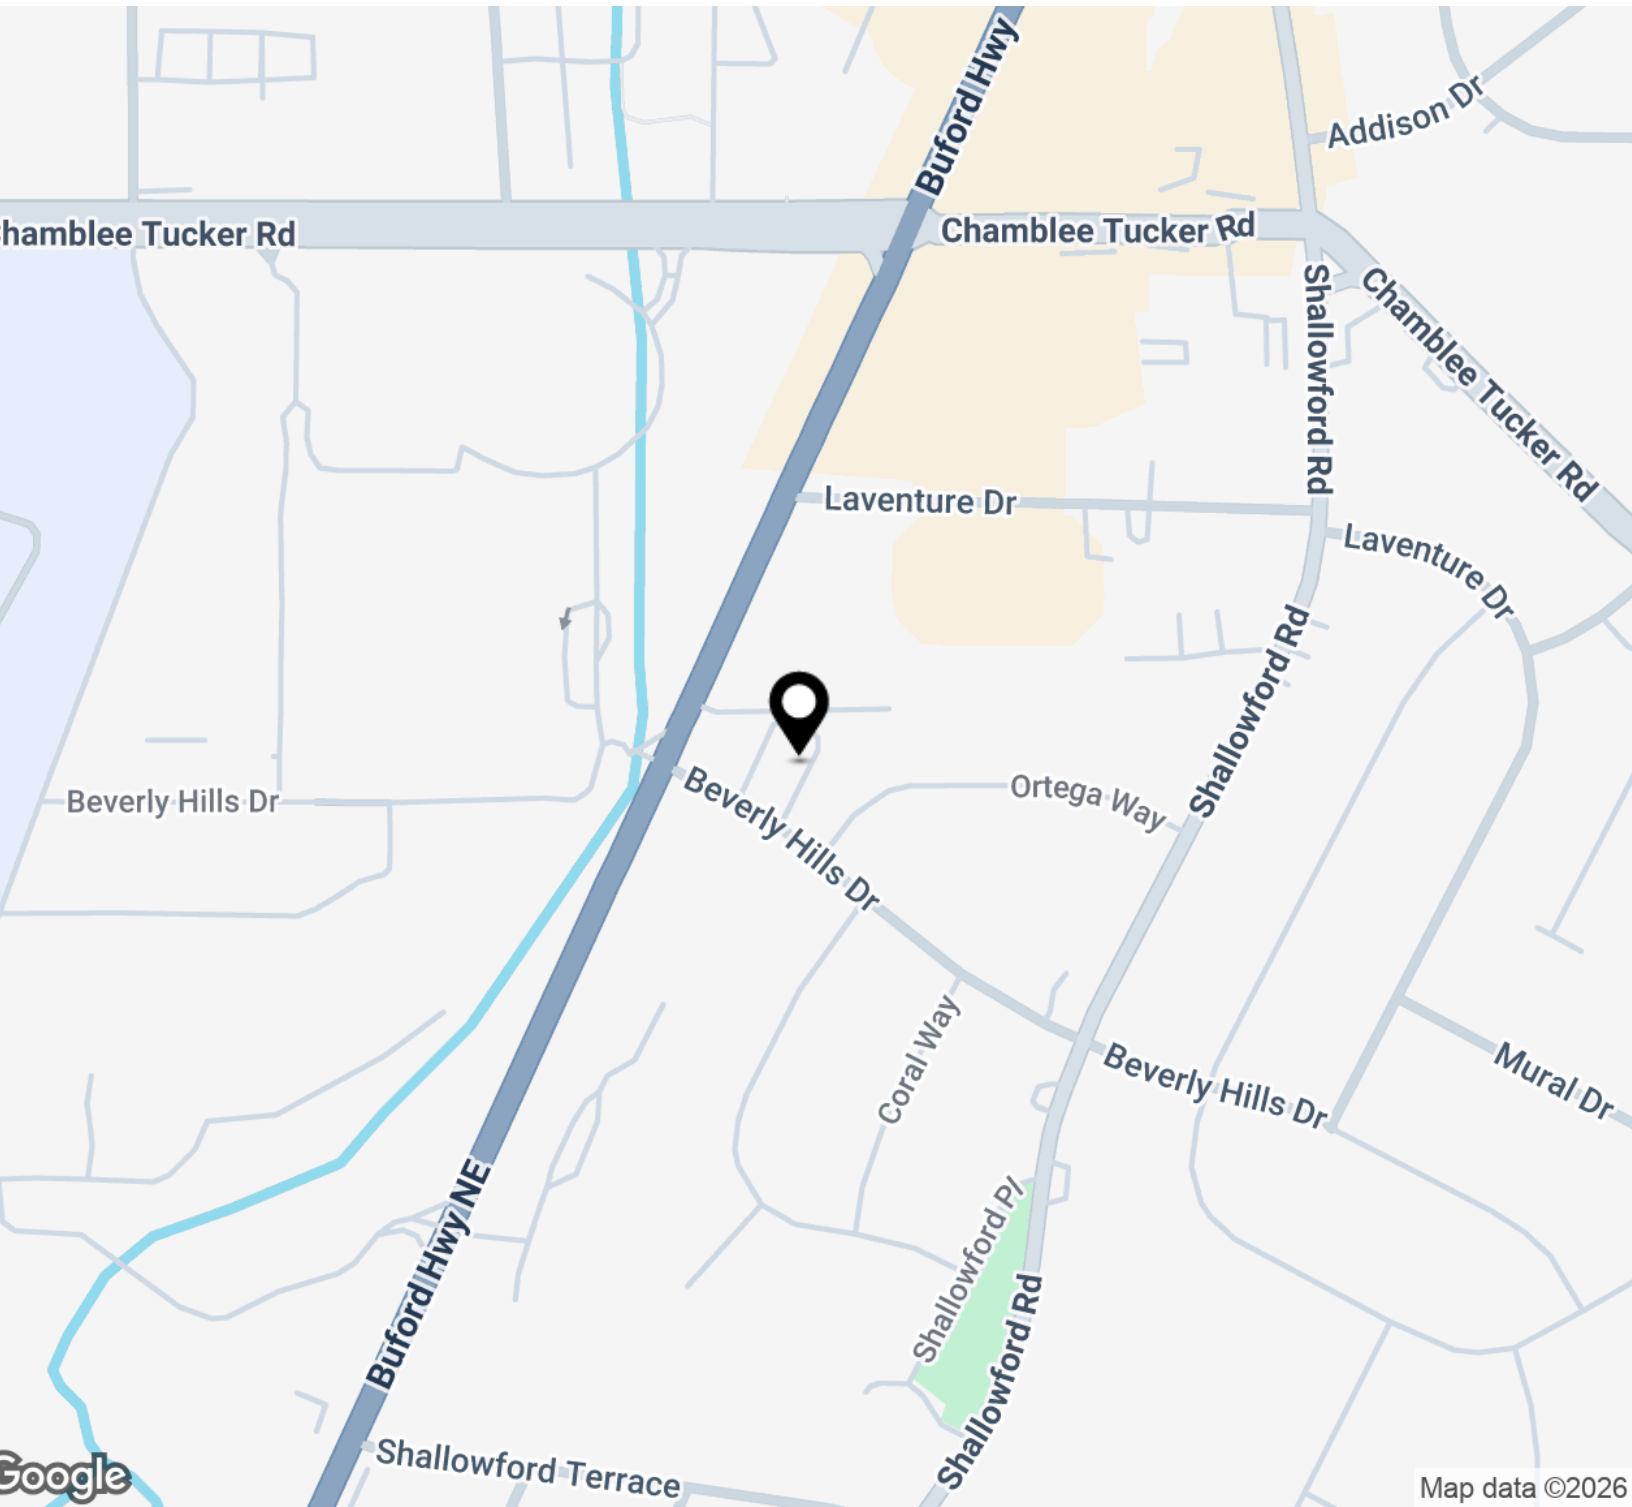 Buford Hwy
Addison Dr
hamblee Tucker Rd
Chamblee Tucker Rd
Shallowford Rd
Chamblee Tucker Rd
Laventure Dr
Laventure Dr
Shallowford Rd
Beverly Hills Dr
Beverly Hills Dr
Ortega Way
Coral Way
Beverly Hills Dr
Mural Dr
Buford Hwy NE
Shallowford Pl
Shallowford Rd
Shallowford Terrace
Google
Map data ©2026